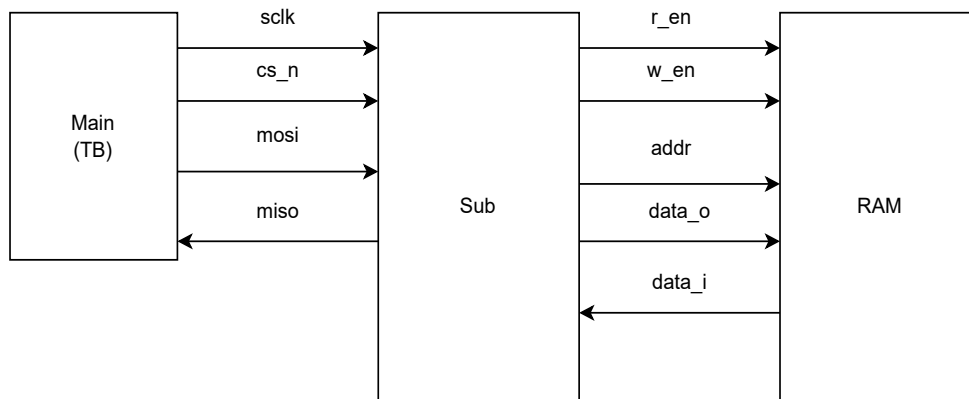 sclk
r_en
cs_n
w_en
Main
(TB)
mosi
addr
miso
Sub
data_o
RAM
data_i